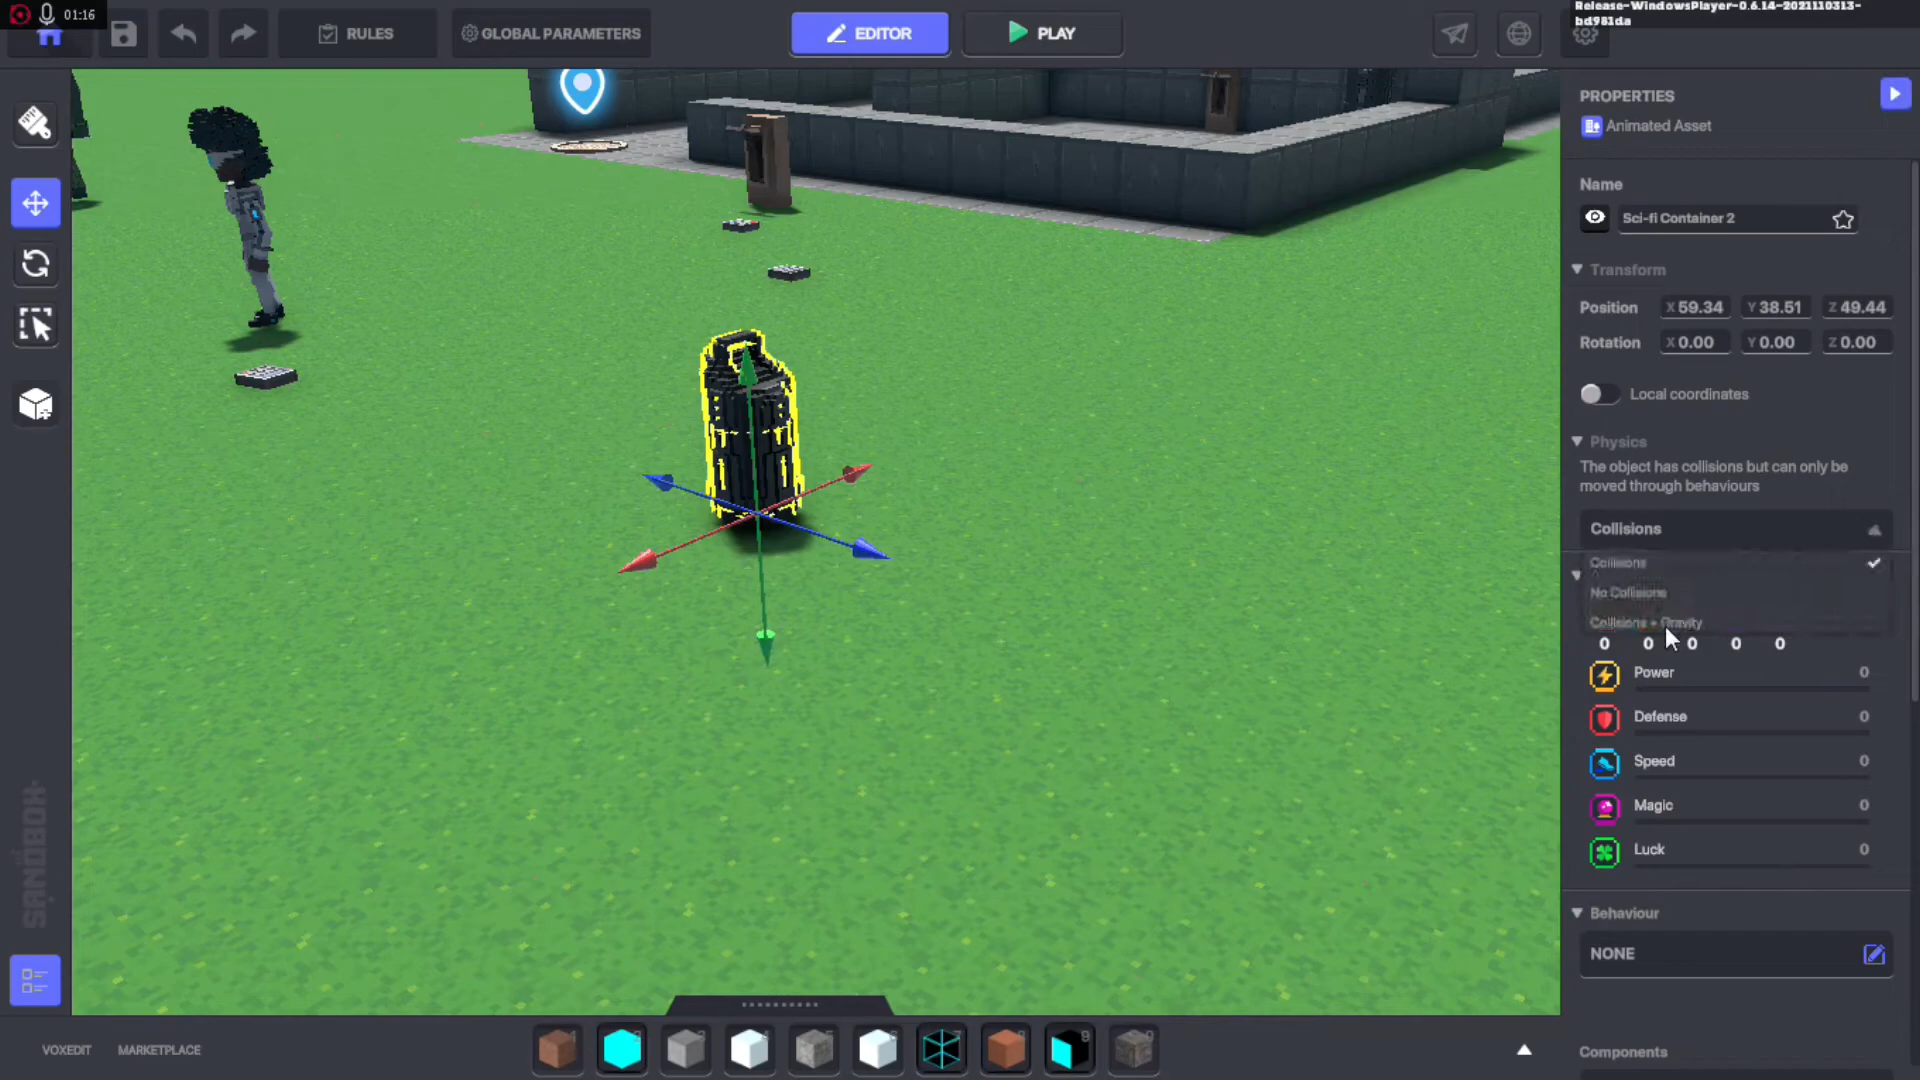 01:16
Release-WindowsPlayer-0.6.14-2021110313-
bd981da
RULES
GLOBAL PARAMETERS
EDITOR
PLAY
PROPERTIES
Animated Asset
Name
Sci-fi Container 2
Transform
Position X 59.34 Y 38.51 Z 49.44
Rotation X 0.00 Y 0.00 Z 0.00
Local coordinates
Physics
The object has collisions but can only be
moved through behaviours
Collisions
Collisions
No Collisions
Collisions + Gravity
0 0 0 0 0
Power 0
Defense 0
Speed 0
Magic 0
Luck 0
Behaviour
NONE
Components
THE SANDBOX
VOXEDIT
MARKETPLACE